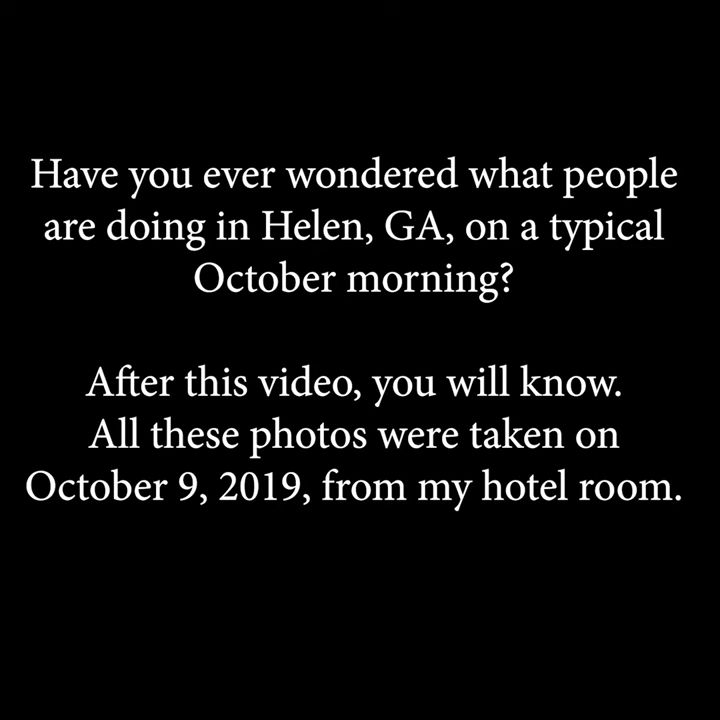 Have you ever wondered what people
are doing in Helen, GA, on a typical
October morning?
After this video, you will know.
All these photos were taken on
October 9, 2019, from my hotel room.